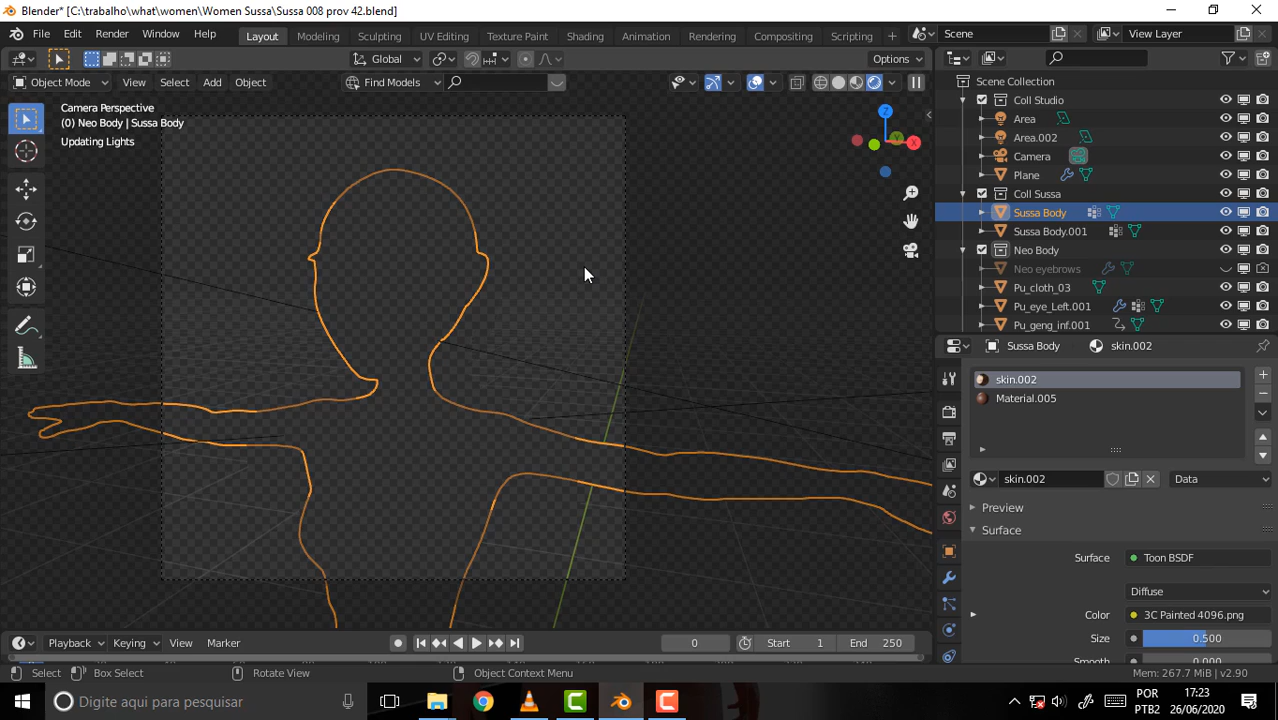 Blender* [C:\trabalho\what\women\Women Sussa\Sussa 008 prov 42.blend]
File Edit Render Window Help Layout Modeling Sculpting UV Editing Texture Paint Shading Animation Rendering Compositing Scripting + Scene View Layer
Global Options
Object Mode View Select Add Object Find Models
Camera Perspective
(0) Neo Body | Sussa Body
Updating Lights
Z
Y
X
Scene Collection
Coll Studio
Area
Area.002
Camera
Plane
Coll Sussa
Sussa Body
Sussa Body.001
Neo Body
Neo eyebrows
Pu_cloth_03
Pu_eye_Left.001
Pu_geng_inf.001
Sussa Body skin.002
skin.002
Material.005
skin.002 Data
Preview
Surface
Surface Toon BSDF
Diffuse
Color 3C Painted 4096.png
Size 0.500
Smooth 0.000
Playback Keying View Marker 0 Start 1 End 250
Select Box Select Rotate View Object Context Menu Mem: 267.7 MiB | v2.90
Digite aqui para pesquisar
POR
PTB2
17:23
26/06/2020